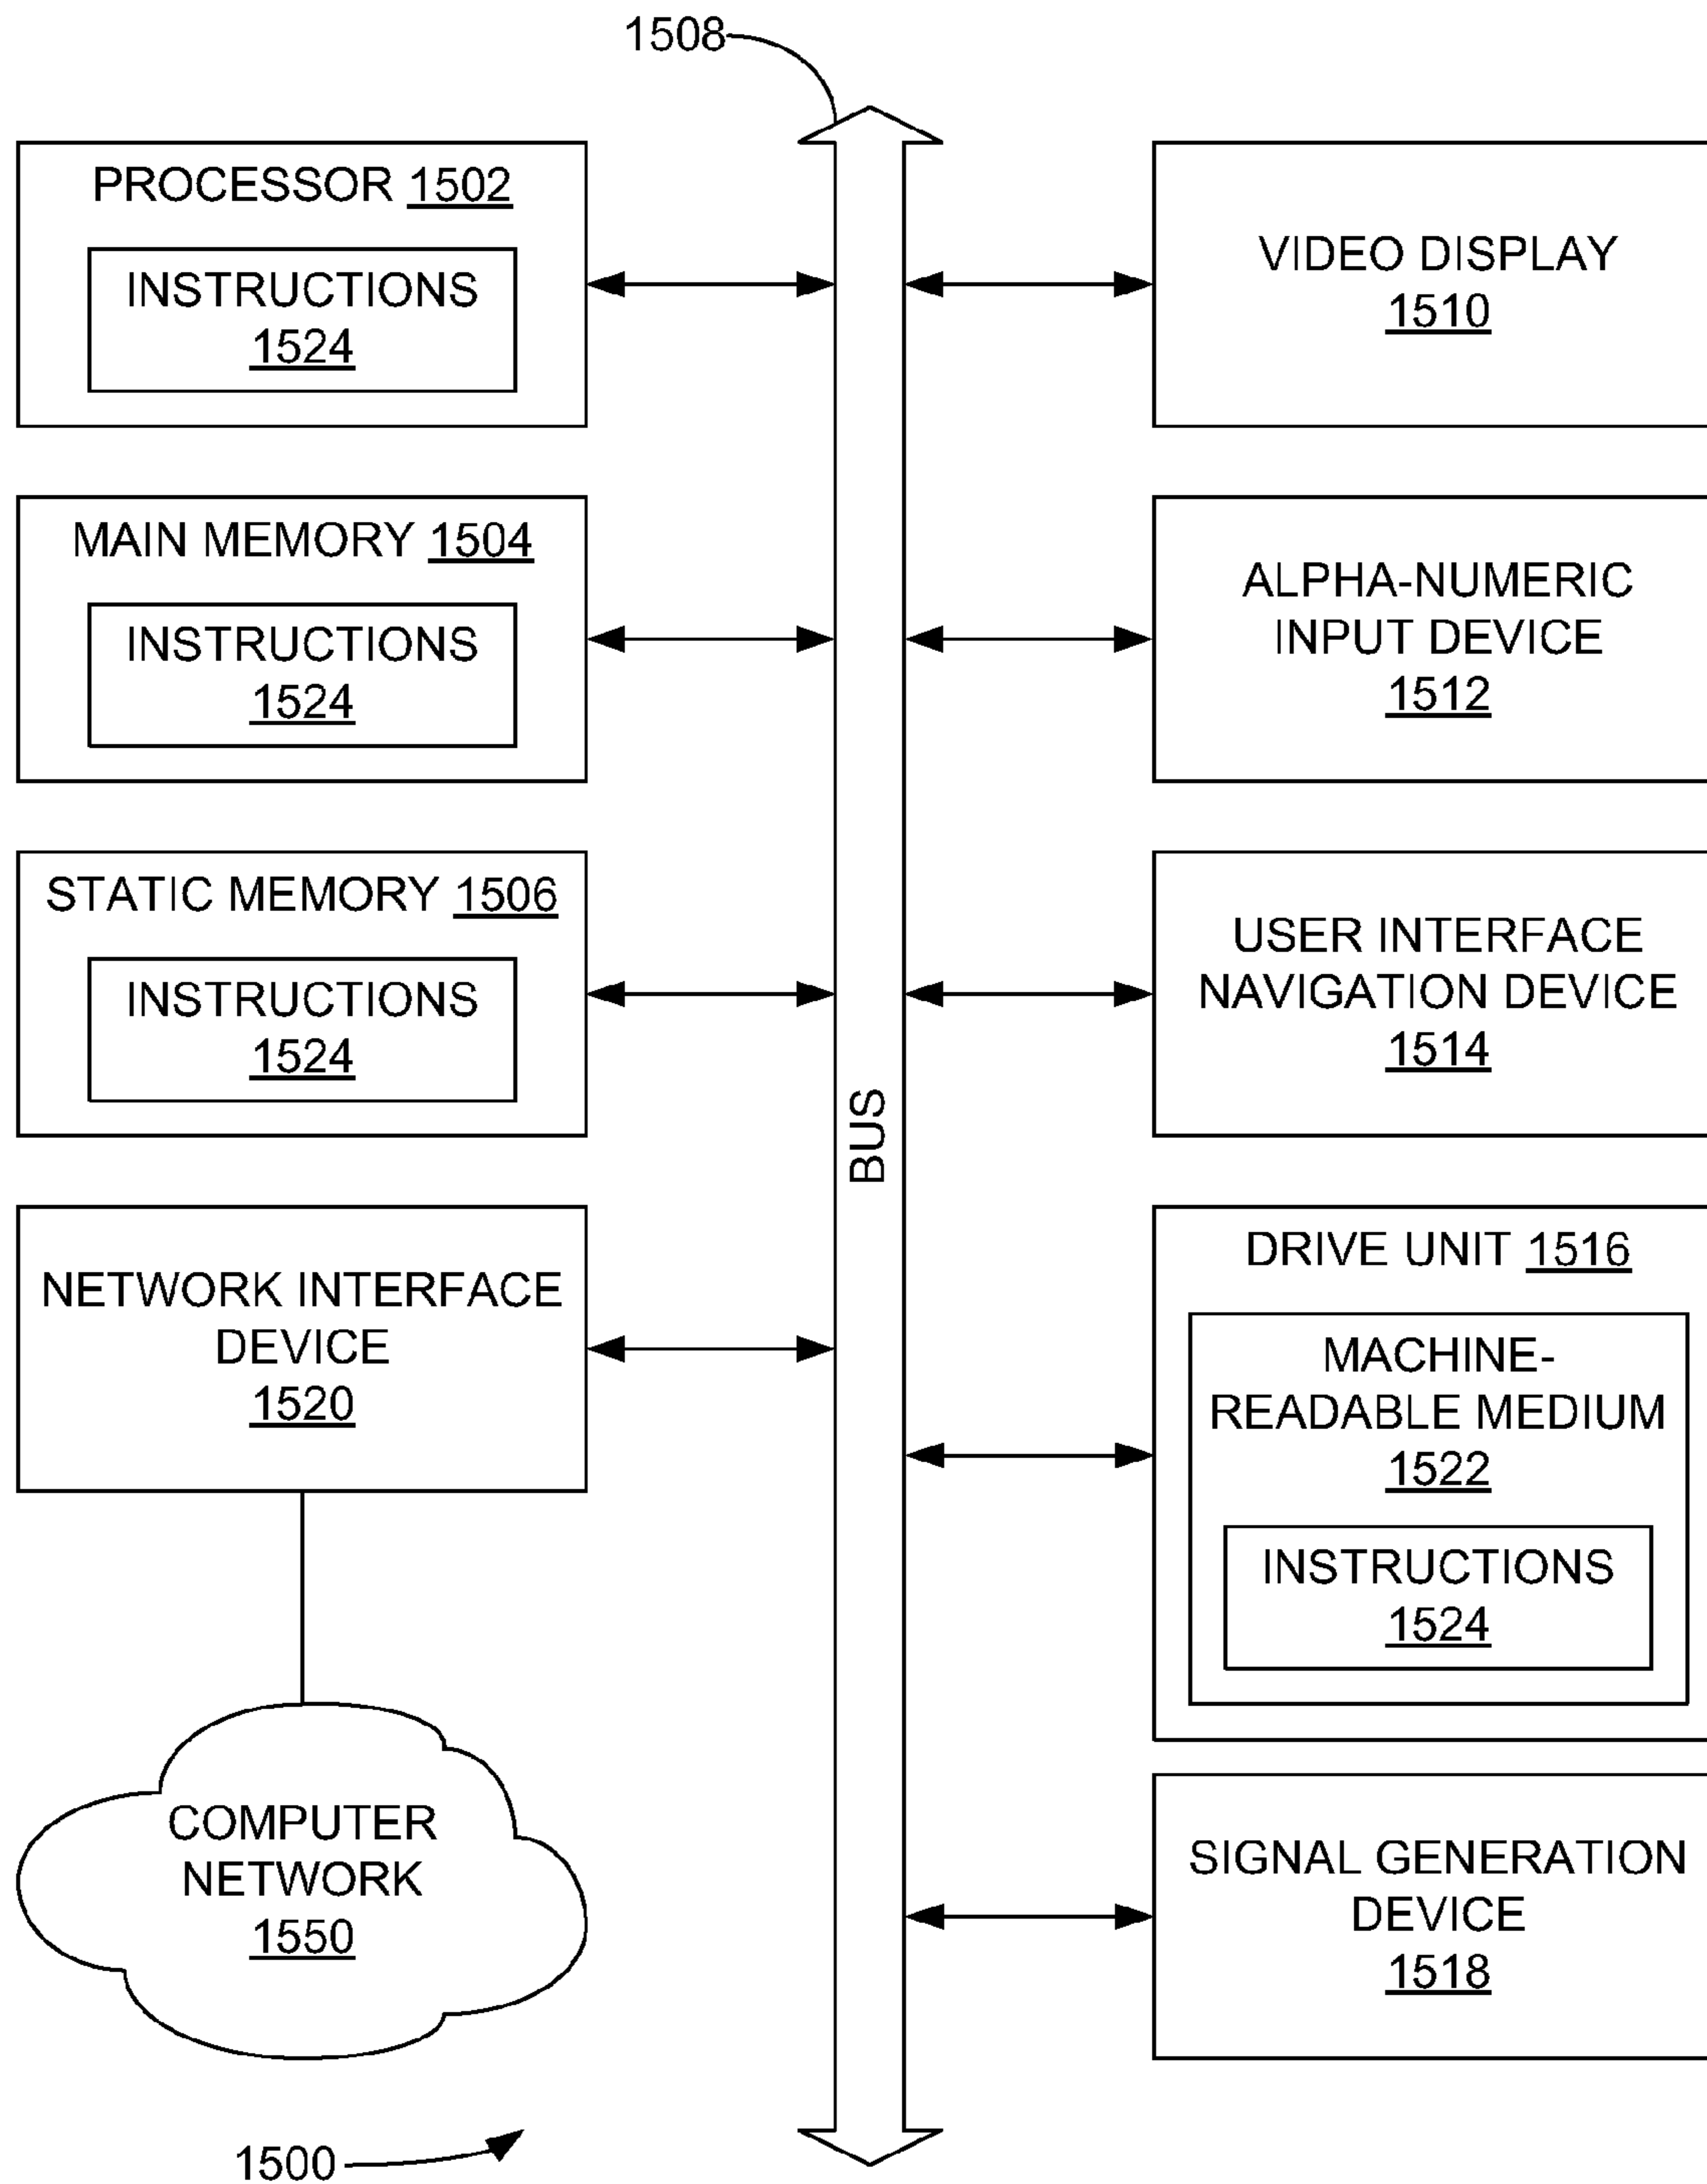 1508
PROCESSOR 1502
INSTRUCTIONS
1524
MAIN MEMORY 1504
INSTRUCTIONS
1524
STATIC MEMORY 1506
INSTRUCTIONS
1524
NETWORK INTERFACE
DEVICE
1520
COMPUTER
NETWORK
1550
1500
BUS
VIDEO DISPLAY
1510
ALPHA-NUMERIC
INPUT DEVICE
1512
USER INTERFACE
NAVIGATION DEVICE
1514
DRIVE UNIT 1516
MACHINE-
READABLE MEDIUM
1522
INSTRUCTIONS
1524
SIGNAL GENERATION
DEVICE
1518